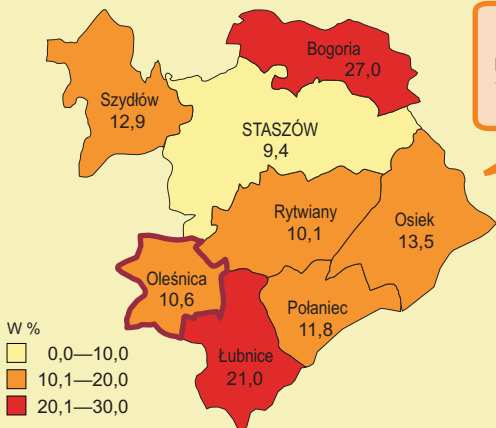 Bogoria
27,0
Szydłów
12,9
STASZÓW
9,4
Rytwiany
10,1
Osiek
13,5
Oleśnica
10,6
Połaniec
11,8
Łubnice
21,0
W %
0,0—10,0
10,1—20,0
20,1—30,0